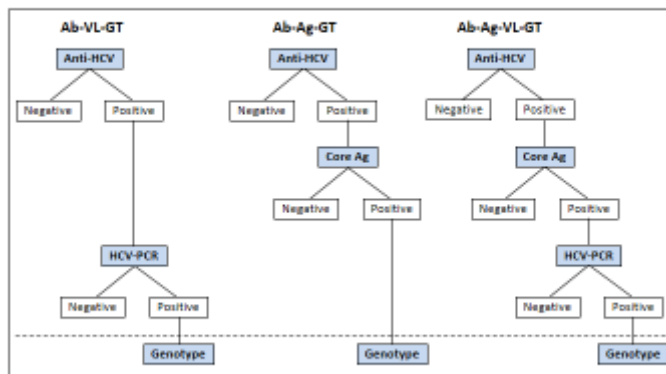 Ab-VL-GT Ab-Ag-GT Ab-Ag-VL-GT
Anti-HCV Anti-HCV Anti-HCV
Negative Positive Negative Positive Negative Positive
Core Ag Core Ag
Negative Positive Negative Positive
HCV-PCR HCV-PCR
Negative Positive Negative Positive
Genotype Genotype Genotype